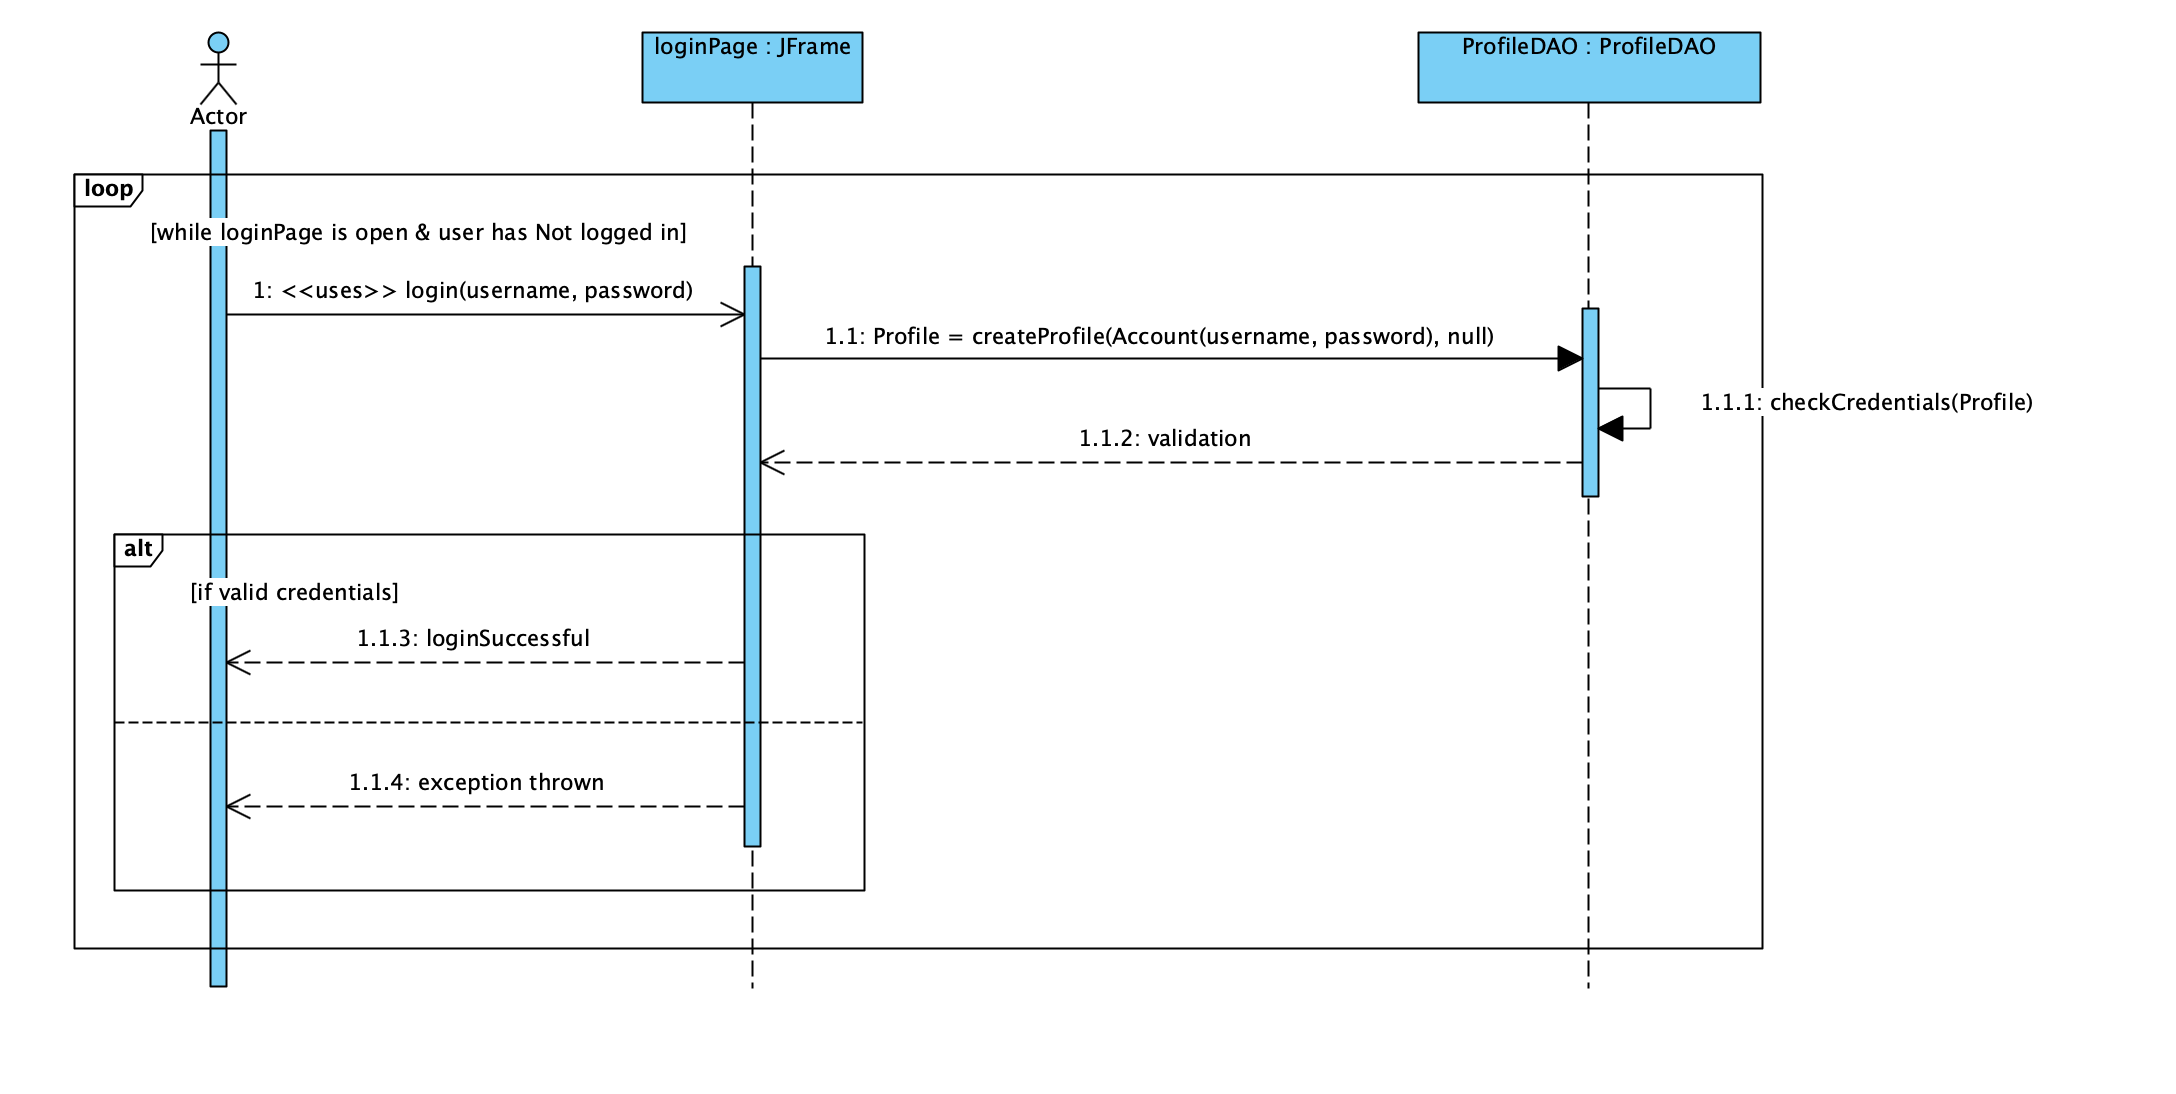 loginPage : JFrame
ProfileDAO : ProfileDAO
Actor
loop
[while loginPage is open & user has Not logged in]
1: <<uses>> login(username, password)
1.1: Profile = createProfile(Account(username, password), null)
1.1.1: checkCredentials(Profile)
1.1.2: validation
alt
[if valid credentials]
1.1.3: loginSuccessful
1.1.4: exception thrown